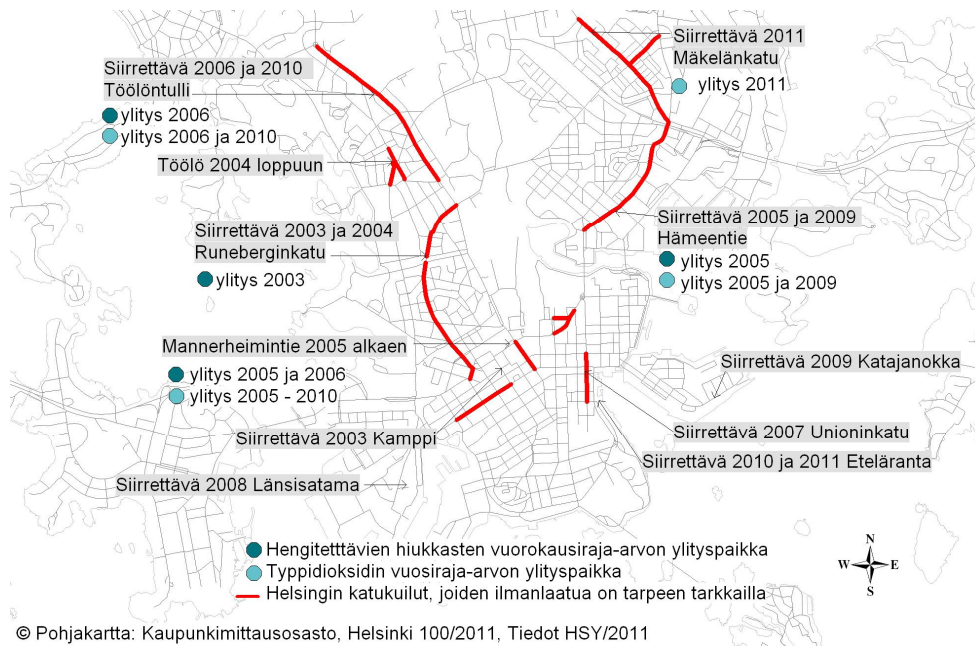 Siirrettävä 2011
Mäkelänkatu
ylitys 2011
Siirrettävä 2006 ja 2010
Töölöntulli
ylitys 2006
ylitys 2006 ja 2010
Töölö 2004 loppuun
Siirrettävä 2003 ja 2004
Runeberginkatu
ylitys 2003
Siirrettävä 2005 ja 2009
Hämeentie
ylitys 2005
ylitys 2005 ja 2009
Mannerheimintie 2005 alkaen
ylitys 2005 ja 2006
ylitys 2005 - 2010
Siirrettävä 2009 Katajanokka
Siirrettävä 2003 Kamppi
Siirrettävä 2007 Unioninkatu
Siirrettävä 2010 ja 2011 Eteläranta
Siirrettävä 2008 Länsisatama
Hengitetttävien hiukkasten vuorokausiraja-arvon ylityspaikka
Typpidioksidin vuosiraja-arvon ylityspaikka
Helsingin katukuilut, joiden ilmanlaatua on tarpeen tarkkailla
N
W E
S
© Pohjakartta: Kaupunkimittausosasto, Helsinki 100/2011, Tiedot HSY/2011